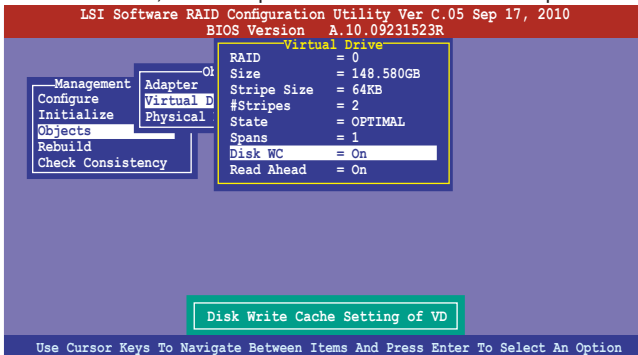 LSI Software RAID Configuration Utility Ver C.05 Sep 17, 2010
BIOS Version A.10.09231523R
Management
Configure
Initialize
Objects
Rebuild
Check Consistency
Adapter
Virtual D
Physical
Virtual Drive
RAID = 0
Size = 148.580GB
Stripe Size = 64KB
#Stripes = 2
State = OPTIMAL
Spans = 1
Disk WC = On
Read Ahead = On
Disk Write Cache Setting of VD
Use Cursor Keys To Navigate Between Items And Press Enter To Select An Option